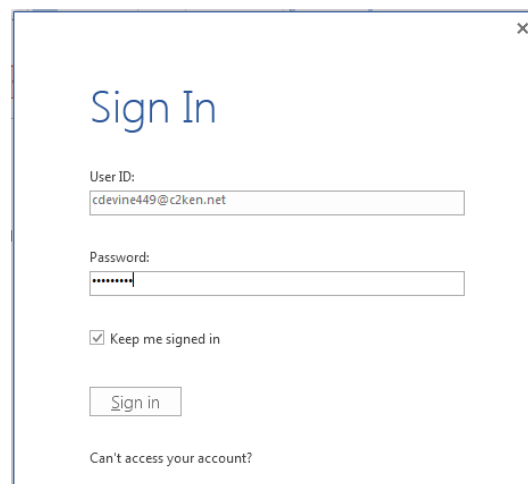 Sign In
User ID:
cdevine449@c2ken.net
Password:
•••••••••
Keep me signed in
Sign in
Can't access your account?